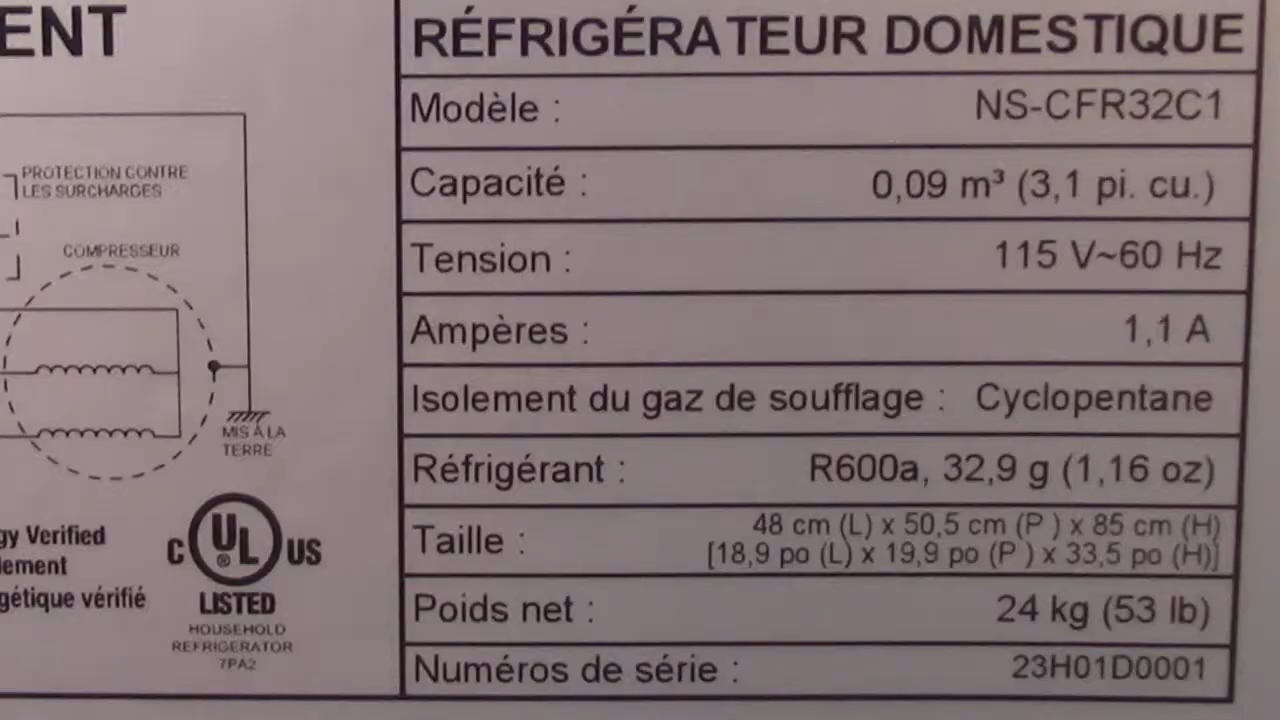 ENT
PROTECTION CONTRE
LES SURCHARGES
COMPRESSEUR
MIS À LA
TERRE
gy Verified
lement
gétique vérifié
C UL ® US
LISTED
HOUSEHOLD
REFRIGERATOR
7PA2
RÉFRIGÉRATEUR DOMESTIQUE
Modèle : NS-CFR32C1
Capacité : 0,09 m³ (3,1 pi. cu.)
Tension : 115 V~60 Hz
Ampères : 1,1 A
Isolement du gaz de soufflage : Cyclopentane
Réfrigérant : R600a, 32,9 g (1,16 oz)
Taille : 48 cm (L) x 50,5 cm (P ) x 85 cm (H)
[18,9 po (L) x 19,9 po (P ) x 33,5 po (H)]
Poids net : 24 kg (53 lb)
Numéros de série : 23H01D0001